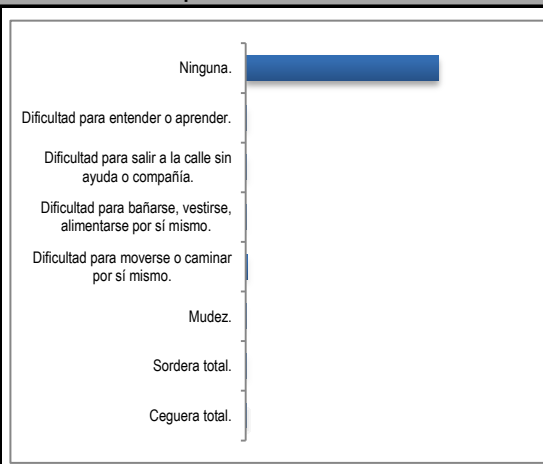 Ninguna.
Dificultad para entender o aprender.
Dificultad para salir a la calle sin
ayuda o compañía.
Dificultad para bañarse, vestirse,
alimentarse por sí mismo.
Dificultad para moverse o caminar
por sí mismo.
Mudez.
Sordera total.
Ceguera total.